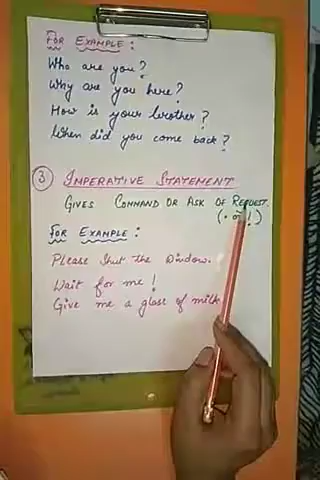 FOR EXAMPLE:
Who are you?
Why are you here?
How is your brother?
When did you come back?
3 IMPERATIVE STATEMENT
GIVES COMMAND OR ASK OF REQUEST.
(. or !)
FOR EXAMPLE:
Please Shut the Window.
Wait for me!
Give me a glass of milk